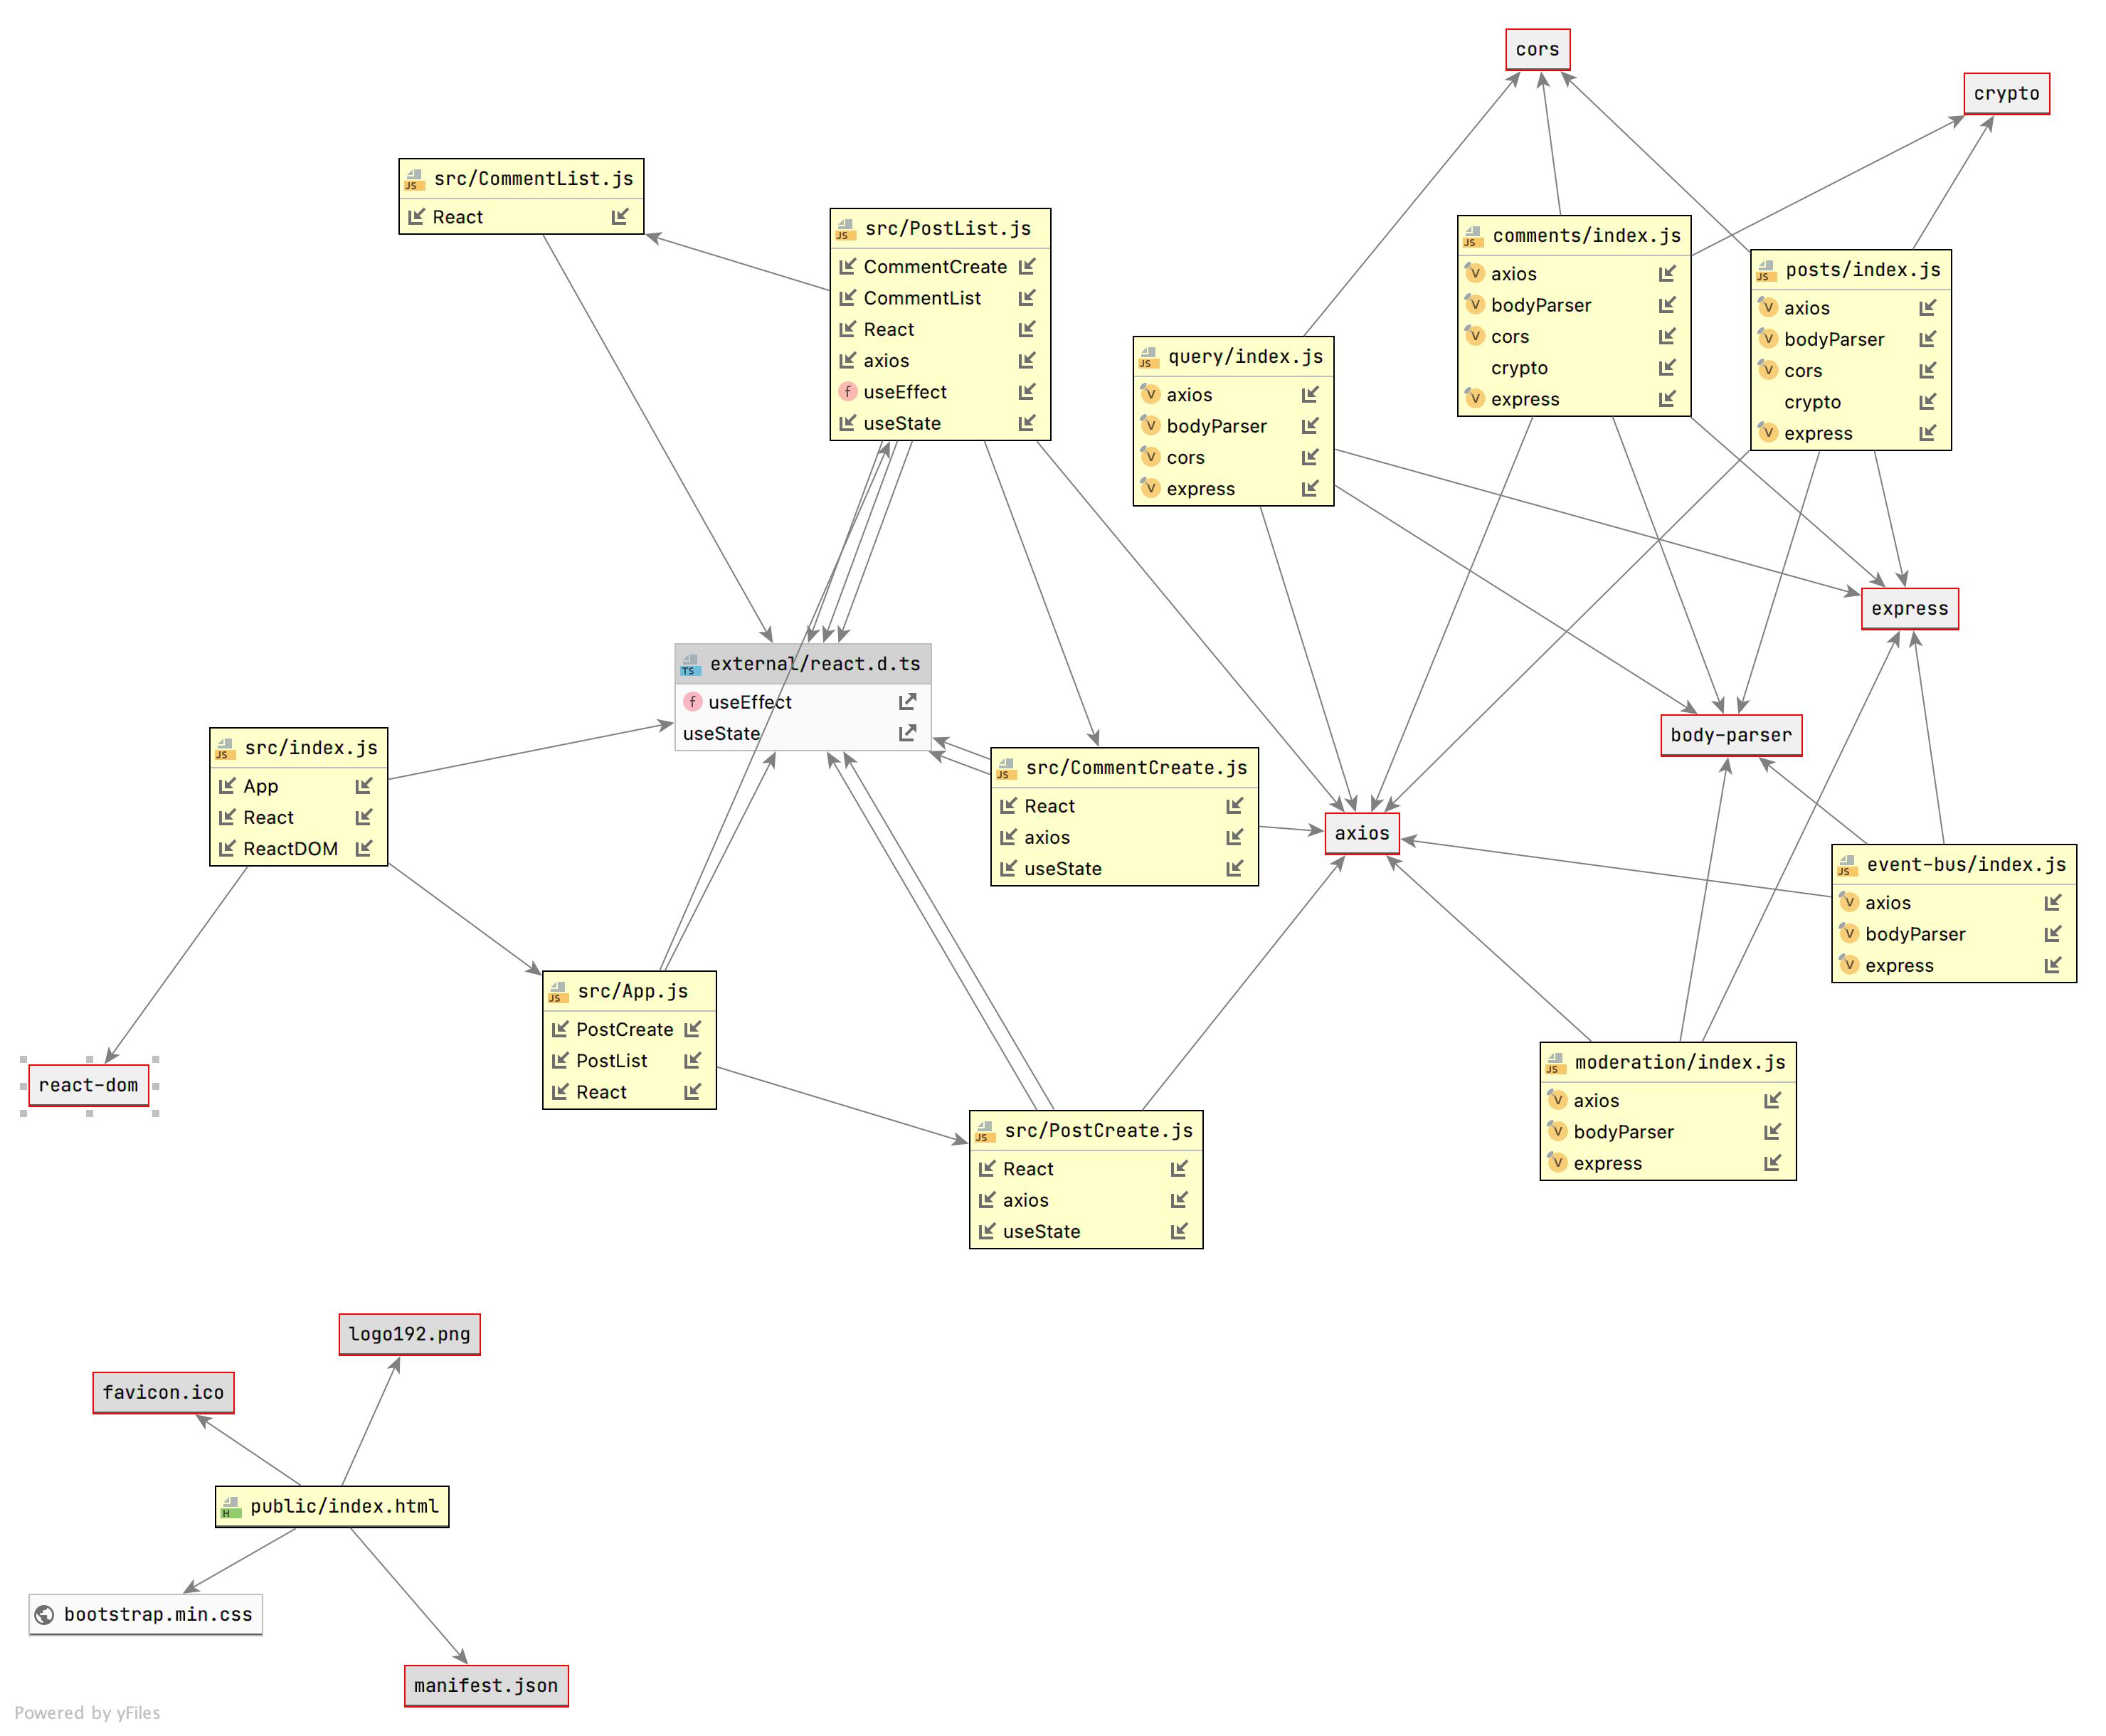 cors
crypto
src/CommentList.js
React
src/PostList.js
CommentCreate
CommentList
React
axios
useEffect
useState
comments/index.js
axios
bodyParser
cors
crypto
express
posts/index.js
axios
bodyParser
cors
crypto
express
query/index.js
axios
bodyParser
cors
express
express
external/react.d.ts
useEffect
useState
body-parser
src/index.js
App
React
ReactDOM
src/CommentCreate.js
React
axios
useState
axios
event-bus/index.js
axios
bodyParser
express
src/App.js
PostCreate
PostList
React
react-dom
moderation/index.js
axios
bodyParser
express
src/PostCreate.js
React
axios
useState
logo192.png
favicon.ico
public/index.html
bootstrap.min.css
manifest.json
Powered by yFiles